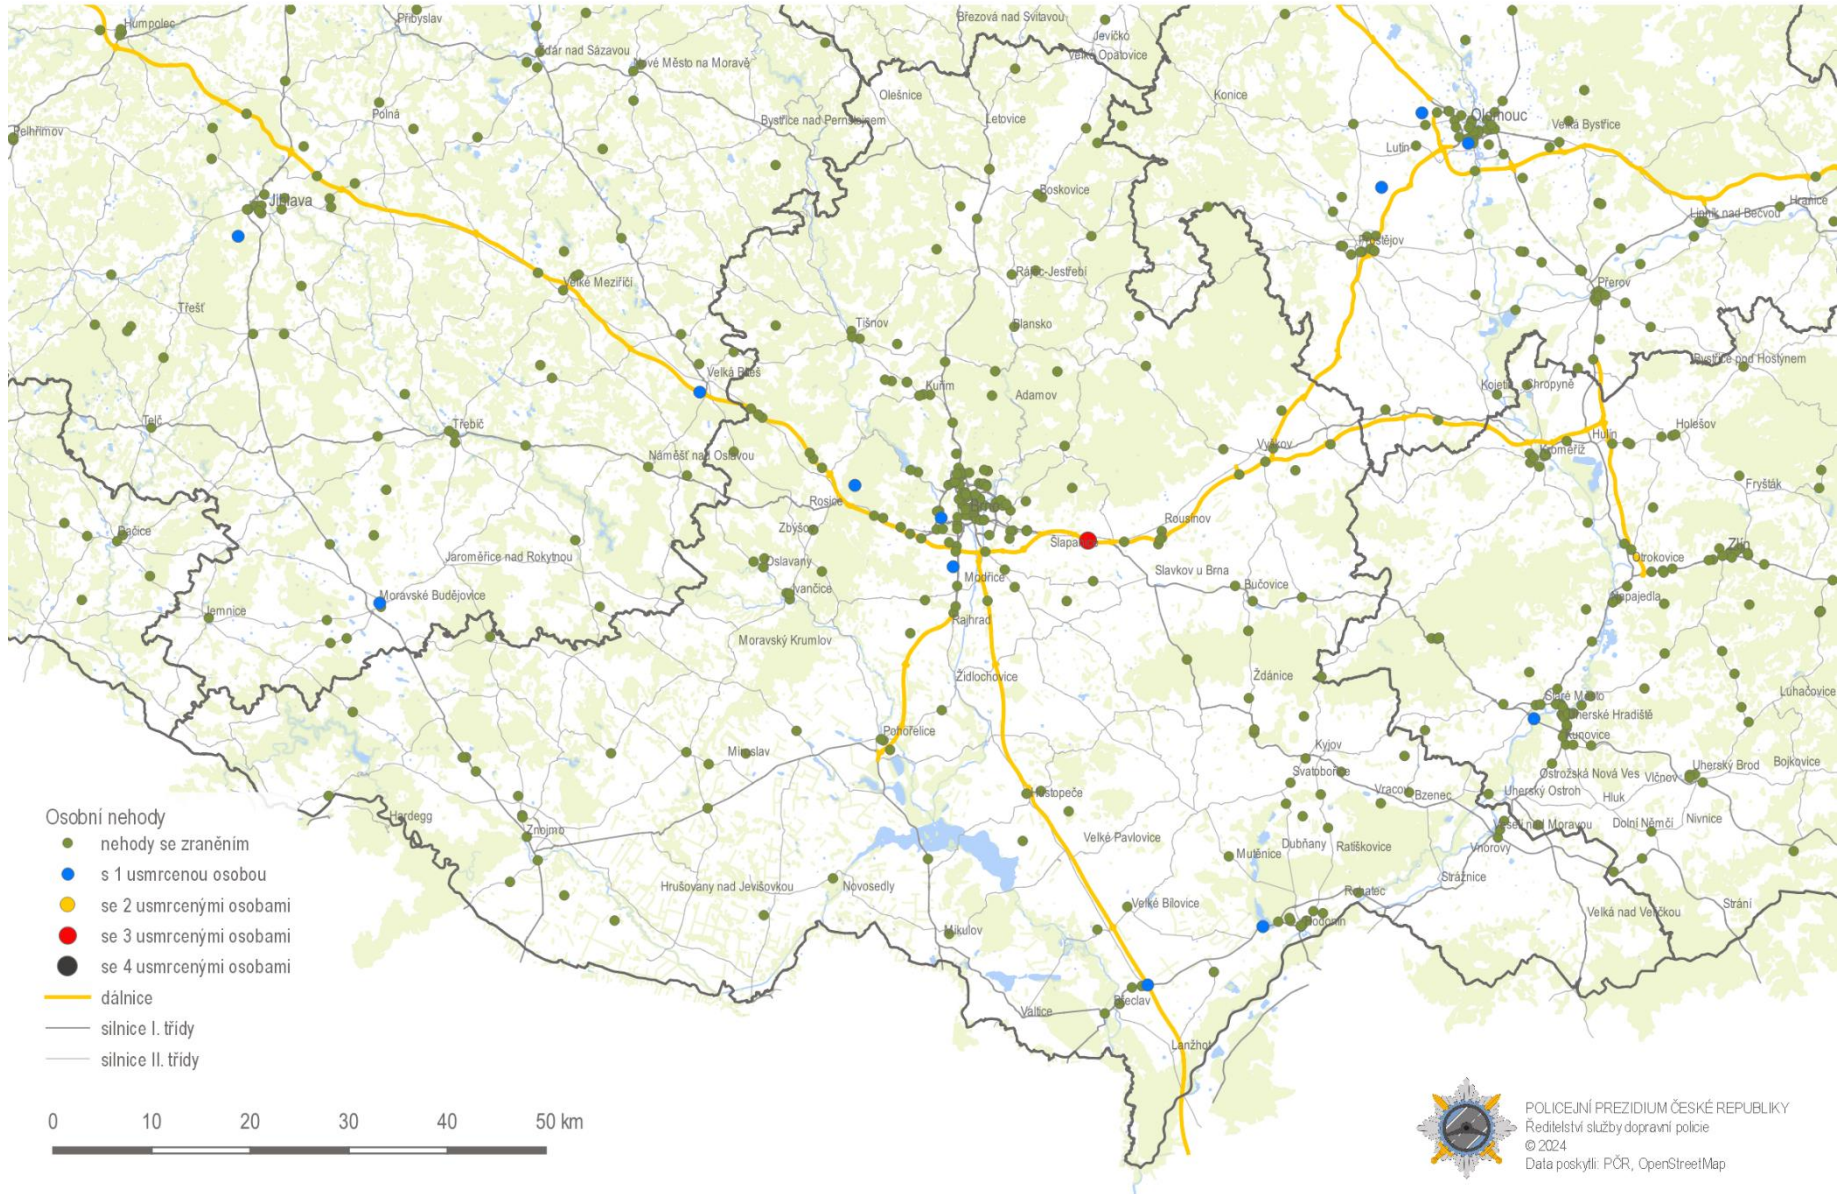 Humpolec
Přibyslav
Březová nad Svitavou
Jevíčko
Žďár nad Sázavou
Nové Město na Moravě
Velké Opatovice
Olešnice
Konice
Polná
Bystřice nad Pernštejnem
Letovice
Olomouc
Velká Bystřice
Pelhřimov
Lutín
Jihlava
Boskovice
Hranice
Lipník nad Bečvou
Prostějov
Rájec-Jestřebí
Velké Meziříčí
Přerov
Třešť
Tišnov
Blansko
Bystřice pod Hostýnem
Velká Bíteš
Kuřim
Adamov
Kojetín
Chropyně
Telč
Třebíč
Holešov
Hulín
Vyškov
Kroměříž
Náměšť nad Oslavou
Fryšták
Rosice
Brno
Zbýšov
Rousínov
Dačice
Šlapanice
Zlín
Jaroměřice nad Rokytnou
Oslavany
Otrokovice
Slavkov u Brna
Modřice
Bučovice
Moravské Budějovice
Ivančice
Napajedla
Jemnice
Rajhrad
Moravský Krumlov
Židlochovice
Ždánice
Luhačovice
Staré Město
Uherské Hradiště
Pohořelice
Kunovice
Miroslav
Kyjov
Bojkovice
Svatobořice
Ostrožská Nová Ves
Vlčnov
Uherský Brod
Vracov
Bzenec
Uherský Ostroh
Hluk
Hustopeče
Hardegg
Nivnice
Dolní Němčí
Veselí nad Moravou
Znojmo
Velké Pavlovice
Dubňany
Ratíškovice
Vnorovy
Mutěnice
Strážnice
Hrušovany nad Jevišovkou
Novosedly
Rohatec
Velké Bílovice
Strání
Velká nad Veličkou
Hodonín
Mikulov
Břeclav
Valtice
Lanžhot
Osobní nehody
nehody se zraněním
s 1 usmrcenou osobou
se 2 usmrcenými osobami
se 3 usmrcenými osobami
se 4 usmrcenými osobami
dálnice
silnice I. třídy
silnice II. třídy
0 10 20 30 40 50 km
POLICEJNÍ PREZIDIUM ČESKÉ REPUBLIKY
Ředitelství služby dopravní policie
© 2024
Data poskytli: PČR, OpenStreetMap